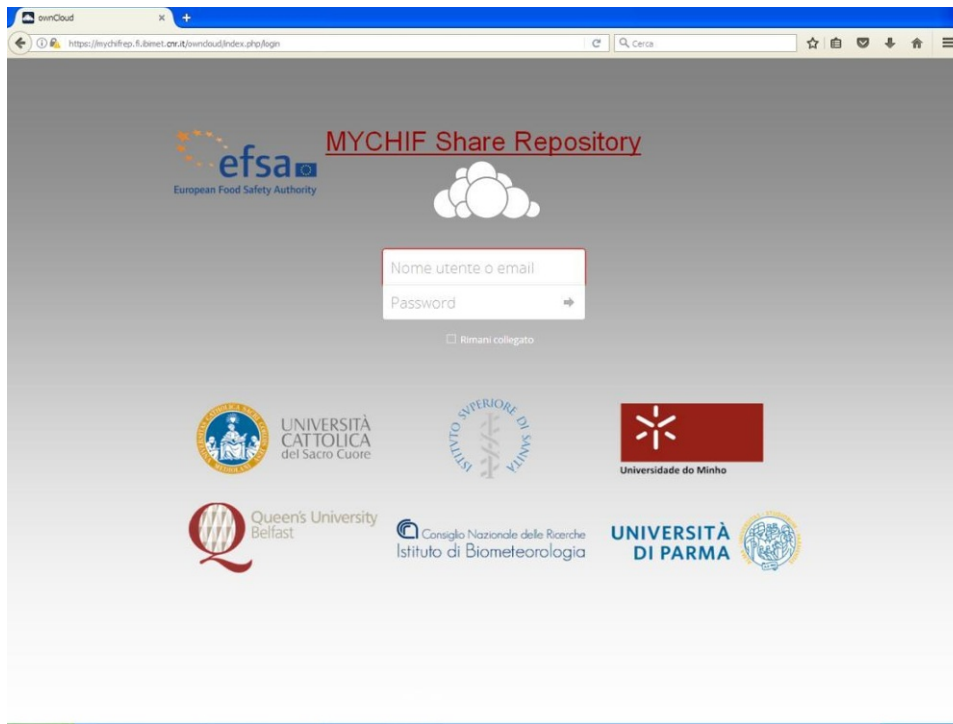 ownCloud
https://mychifrep.fi.ibimet.cnr.it/owncloud/index.php/login
Cerca
MYCHIF Share Repository
efsa
European Food Safety Authority
Nome utente o email
Password
Rimani collegato
UNIVERSITÀ
CATTOLICA
del Sacro Cuore
ISTITUTO SVPERIORE DI SANITÀ
Universidade do Minho
Queen's University
Belfast
Consiglio Nazionale delle Ricerche
Istituto di Biometeorologia
UNIVERSITÀ
DI PARMA